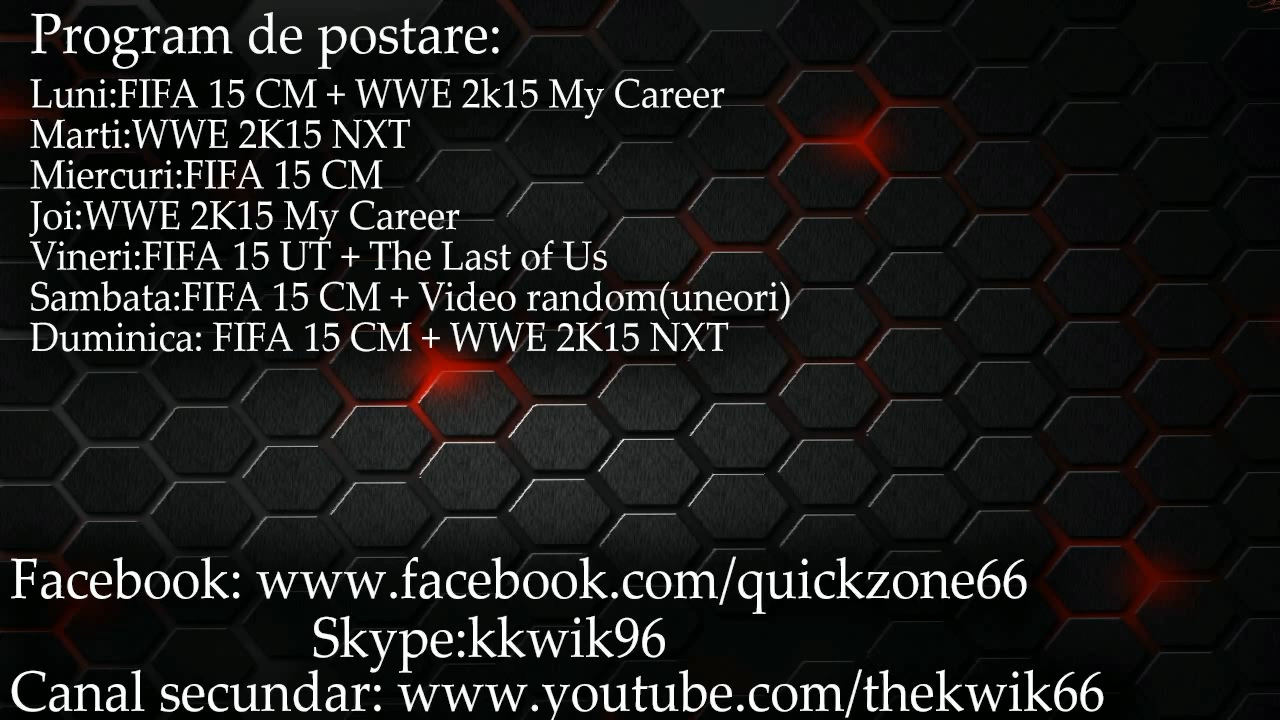 Program de postare:
Luni:FIFA 15 CM + WWE 2k15 My Career
Marti:WWE 2K15 NXT
Miercuri:FIFA 15 CM
Joi:WWE 2K15 My Career
Vineri:FIFA 15 UT + The Last of Us
Sambata:FIFA 15 CM + Video random(uneori)
Duminica: FIFA 15 CM + WWE 2K15 NXT
Facebook: www.facebook.com/quickzone66
Skype:kkwik96
Canal secundar: www.youtube.com/thekwik66